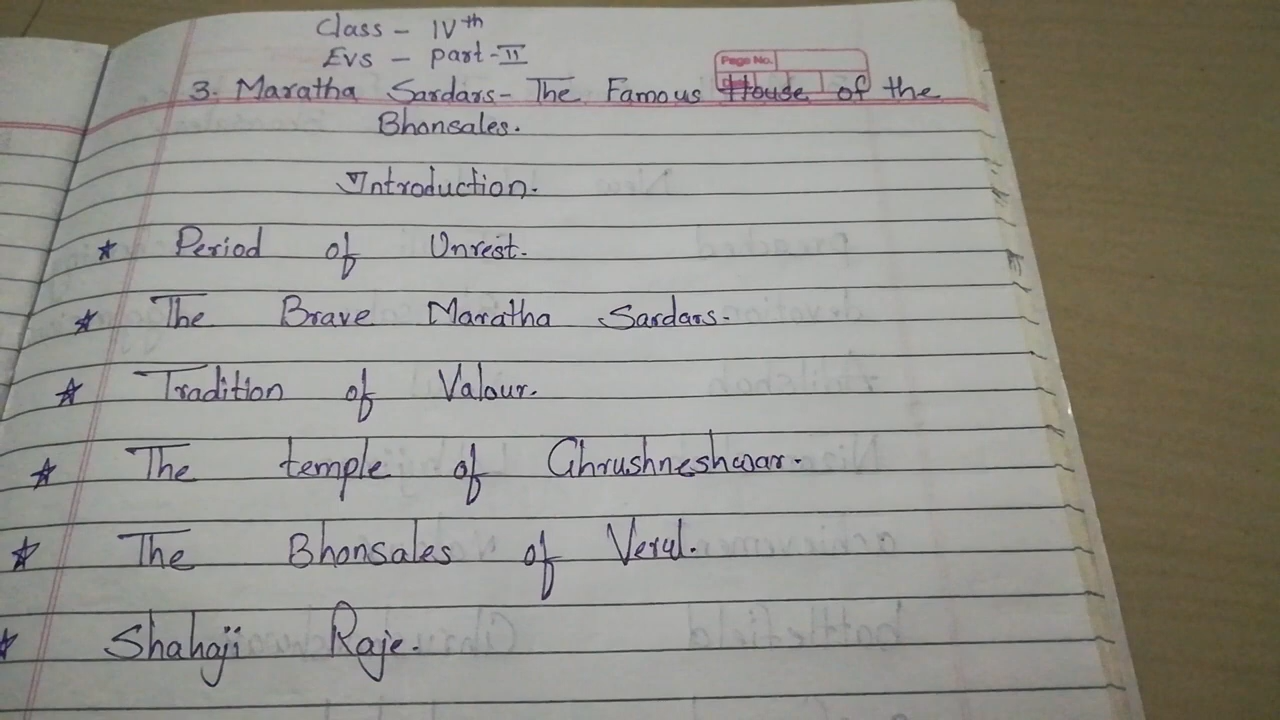 Class - IVth
Evs - Part-II
Page No.
3. Maratha Sardars- The Famous House of the
Bhonsales.
Introduction.
* Period of Unrest.
* The Brave Maratha Sardars.
* Tradition of Valour.
* The temple of Ghrushneshwar.
* The Bhonsales of Verul.
* Shahaji Raje.